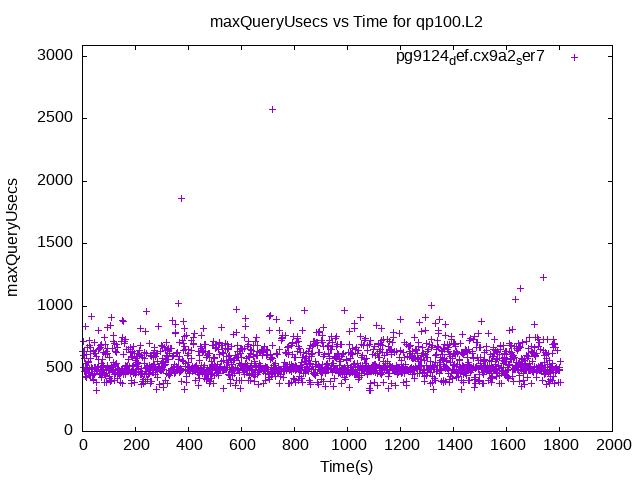 maxQueryUsecs vs Time for qp100.L2
pg9124def.cx9a2ser7
3000
2500
2000
1500
1000
500
0
maxQueryUsecs
0 200 400 600 800 1000 1200 1400 1600 1800 2000
Time(s)